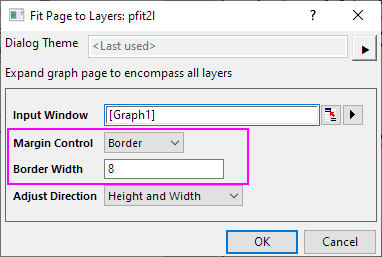 Fit Page to Layers: pfit2l
Dialog Theme <Last used>
Expand graph page to encompass all layers
Input Window [Graph1]
Margin Control Border
Border Width 8
Adjust Direction Height and Width
OK Cancel